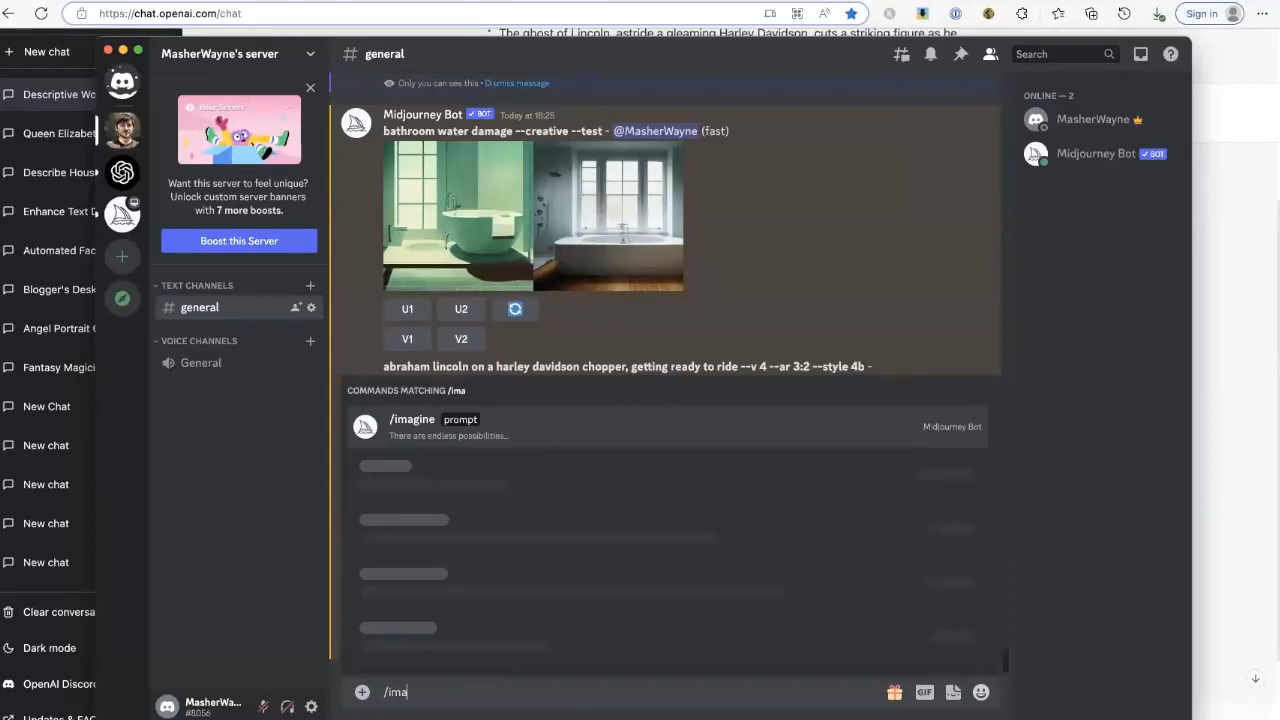 https://chat.openai.com/chat
Sign in
The ghost of Lincoln, astride a gleaming Harley Davidson, cuts a striking figure as he
New chat
Descriptive Wo
Queen Elizabet
Describe Hous
Enhance Text D
Automated Fac
Blogger's Desk
Angel Portrait
Fantasy Magici
New Chat
New chat
New chat
New chat
New chat
Clear conversa
Dark mode
OpenAI Discor
Updates & FAQ
MasherWayne's server
Your Server
Want this server to feel unique?
Unlock custom server banners
with 7 more boosts.
Boost this Server
TEXT CHANNELS
# general
VOICE CHANNELS
General
MasherWa...
#8056
# general
Search
Only you can see this • Dismiss message
Midjourney Bot ✓ BOT Today at 18:25
bathroom water damage --creative --test - @MasherWayne (fast)
U1 U2
V1 V2
abraham lincoln on a harley davidson chopper, getting ready to ride --v 4 --ar 3:2 --style 4b -
COMMANDS MATCHING /ima
/imagine prompt
There are endless possibilities...
Midjourney Bot
/ima
GIF
ONLINE — 2
MasherWayne
Midjourney Bot ✓ BOT